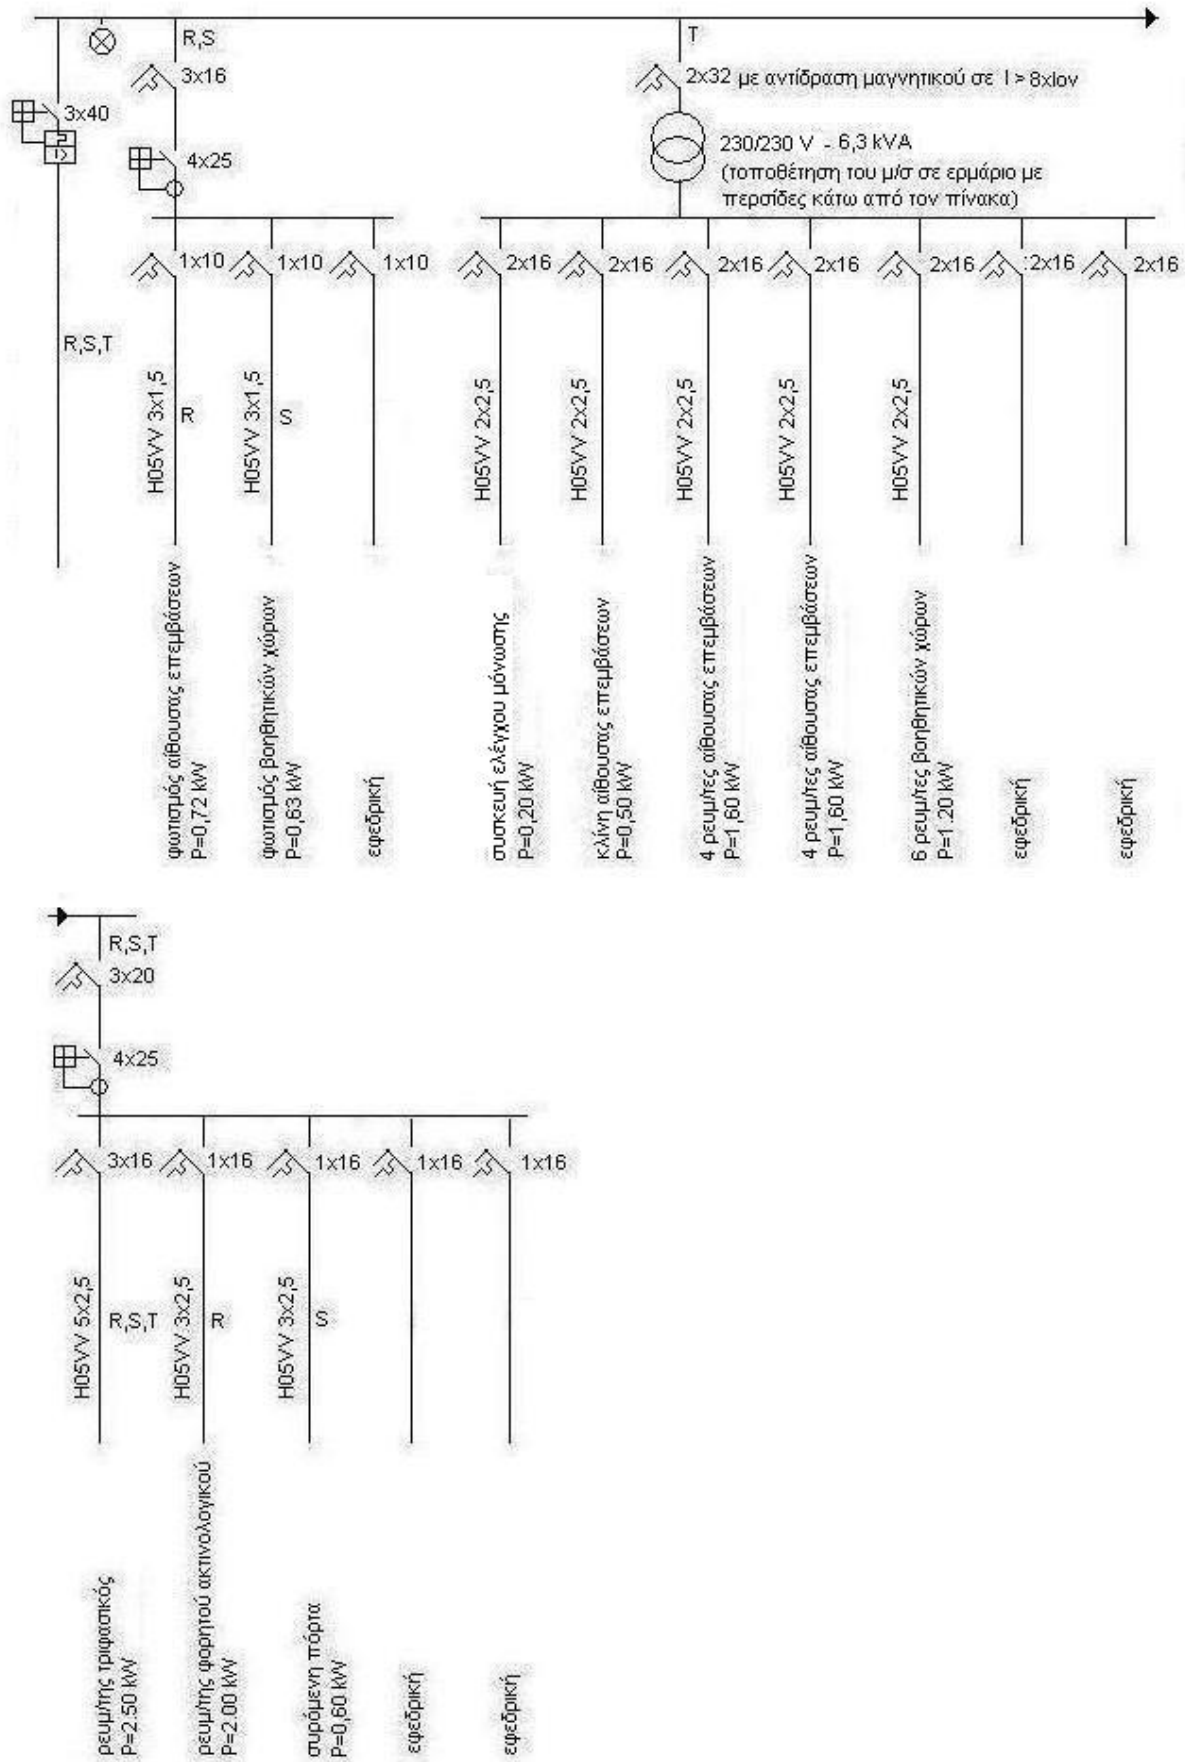 R,S
T
3x16
2x32 με αντίδραση μαγνητικού σε I > 8xIον
3x40
4x25
230/230 V - 6,3 kVA
(τοποθέτηση του μ/σ σε ερμάριο με
περσίδες κάτω από τον πίνακα)
1x10
1x10
1x10
2x16
2x16
2x16
2x16
2x16
2x16
2x16
R,S,T
H05VV 3x1,5
R
H05VV 3x1,5
S
H05VV 2x2,5
H05VV 2x2,5
H05VV 2x2,5
H05VV 2x2,5
H05VV 2x2,5
φωτισμός αίθουσας επεμβάσεων
P=0,72 kW
φωτισμός βοηθητικών χώρων
P=0,63 kW
εφεδρική
συσκευή ελέγχου μόνωσης
P=0,20 kW
κλίνη αίθουσας επεμβάσεων
P=0,50 kW
4 ρευμ/τες αίθουσας επεμβάσεων
P=1,60 kW
4 ρευμ/τες αίθουσας επεμβάσεων
P=1,60 kW
6 ρευμ/τες βοηθητικών χώρων
P=1.20 kW
εφεδρική
εφεδρική
R,S,T
3x20
4x25
3x16
1x16
1x16
1x16
1x16
H05VV 5x2,5
R,S,T
H05VV 3x2,5
R
H05VV 3x2,5
S
ρευμ/της τριφασικός
P=2.50 kW
ρευμ/της φορητού ακτινολογικού
P=2.00 kW
συρόμενη πόρτα
P=0,60 kW
εφεδρική
εφεδρική